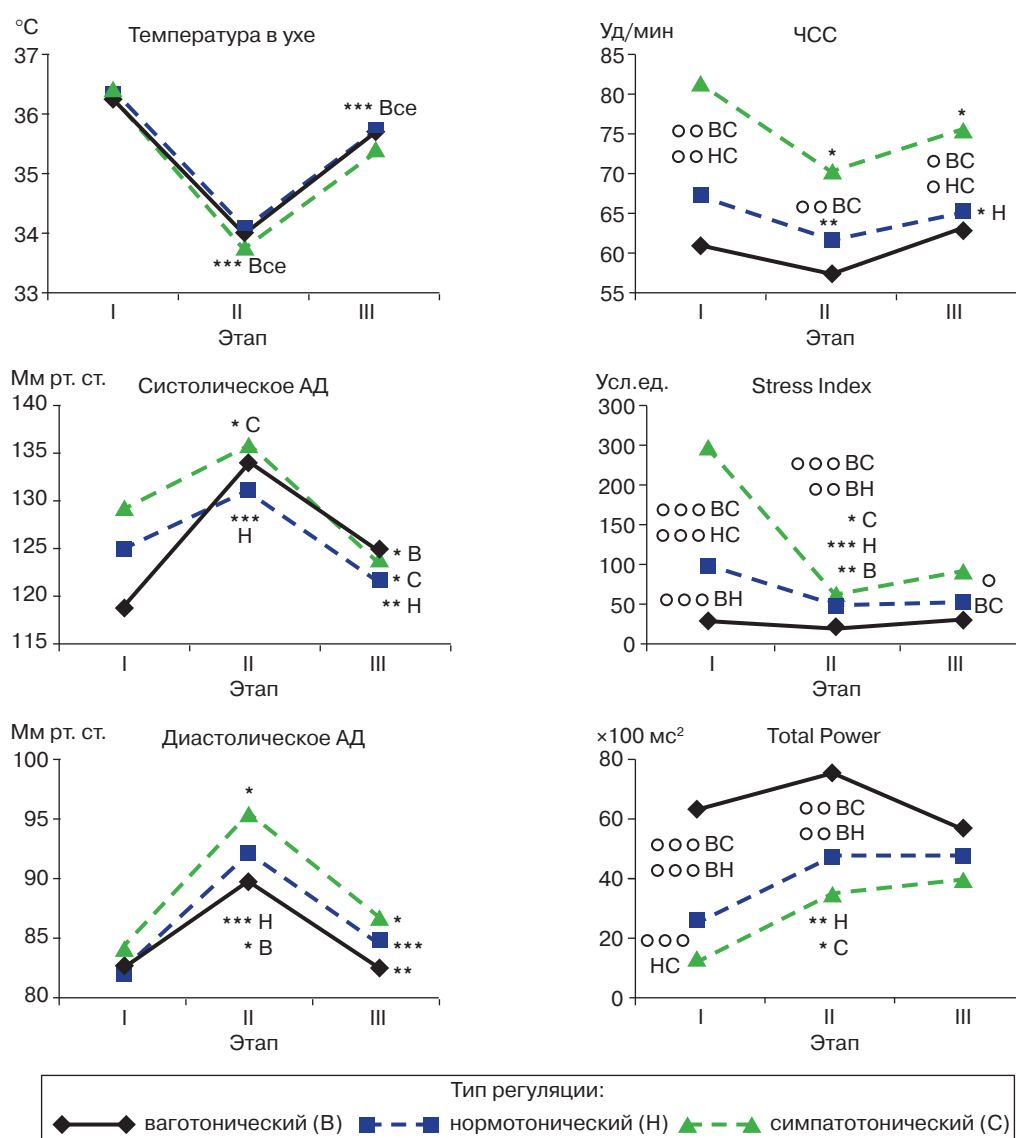 °C
Температура в ухе
37
36
35
34
33
*** Все
*** Все
I II III
Этап
Уд/мин
ЧСС
85
80
75
70
65
60
55
○○ ВС
○○ НС
*
○○ ВС
**
*
○ ВС
○ НС
* Н
I II III
Этап
Мм рт. ст.
Систолическое АД
140
135
130
125
120
115
* С
***
Н
* В
* С
** Н
I II III
Этап
Усл.ед.
Stress Index
300
300
200
150
100
50
0
○○○ ВС
○○○ НС
○○○ ВН
○○○ ВС
○○ ВН
* С
*** Н
** В
○
ВС
I II III
Этап
Мм рт. ст.
Диастолическое АД
100
95
90
85
80
*
*** Н
* В
*
***
**
I II III
Этап
×100 мс²
Total Power
80
60
40
20
0
○○○ ВС
○○○ ВН
○○○
НС
○○ ВС
○○ ВН
** Н
* С
I II III
Этап
Тип регуляции:
ваготонический (В) нормотонический (Н) симпатотонический (С)